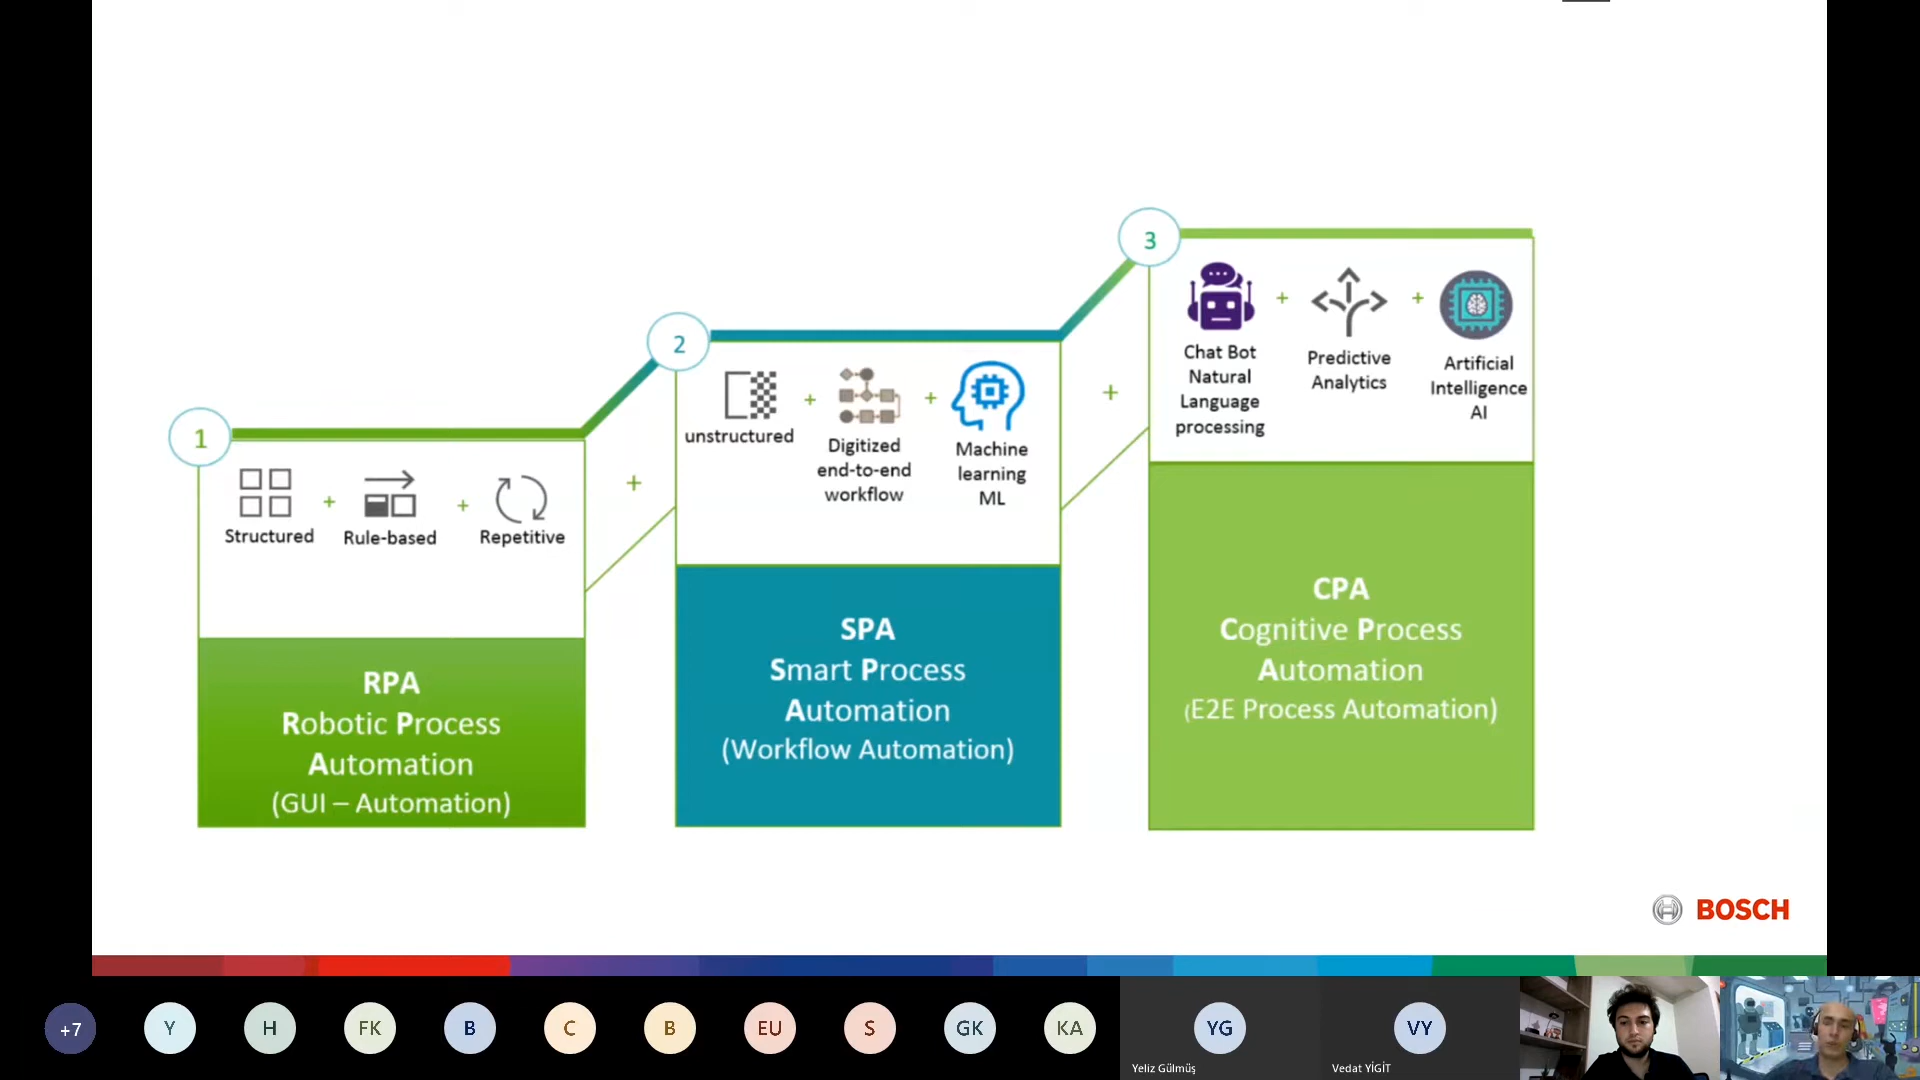 1
+
+
Structured
Rule-based
Repetitive
RPA
Robotic Process
Automation
(GUI – Automation)
+
2
+
+
unstructured
Digitized
end-to-end
workflow
Machine
learning
ML
SPA
Smart Process
Automation
(Workflow Automation)
+
3
+
+
Chat Bot
Natural
Language
processing
Predictive
Analytics
Artificial
Intelligence
AI
CPA
Cognitive Process
Automation
(E2E Process Automation)
BOSCH
+7
Y
H
FK
B
C
B
EU
S
GK
KA
YG
Yeliz Gülmüş
VY
Vedat YİGİT